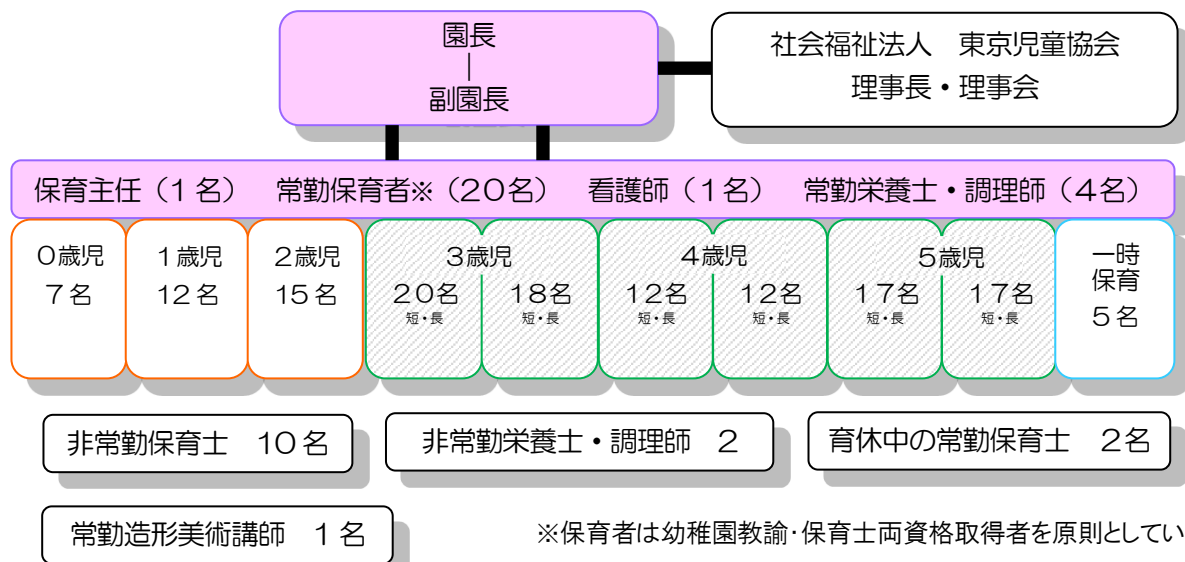 園長
副園長
社会福祉法人　東京児童協会
理事長・理事会
保育主任（1名）　常勤保育者※（20名）　看護師（1名）　常勤栄養士・調理師（4名）
0歳児
7名
1歳児
12名
2歳児
15名
3歳児
20名
短・長
18名
短・長
4歳児
12名
短・長
12名
短・長
5歳児
17名
短・長
17名
短・長
一時
保育
5名
非常勤保育士　10名
非常勤栄養士・調理師　2
育休中の常勤保育士　2名
常勤造形美術講師　1名
※保育者は幼稚園教諭・保育士両資格取得者を原則としてい